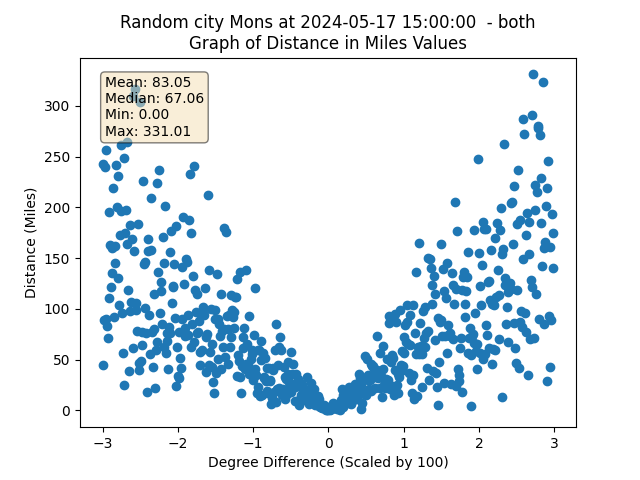 Random city Mons at 2024-05-17 15:00:00 - both
Graph of Distance in Miles Values
Mean: 83.05
Median: 67.06
Min: 0.00
Max: 331.01
300
250
200
150
100
50
0
Distance (Miles)
−3
−2
−1
0
1
2
3
Degree Difference (Scaled by 100)